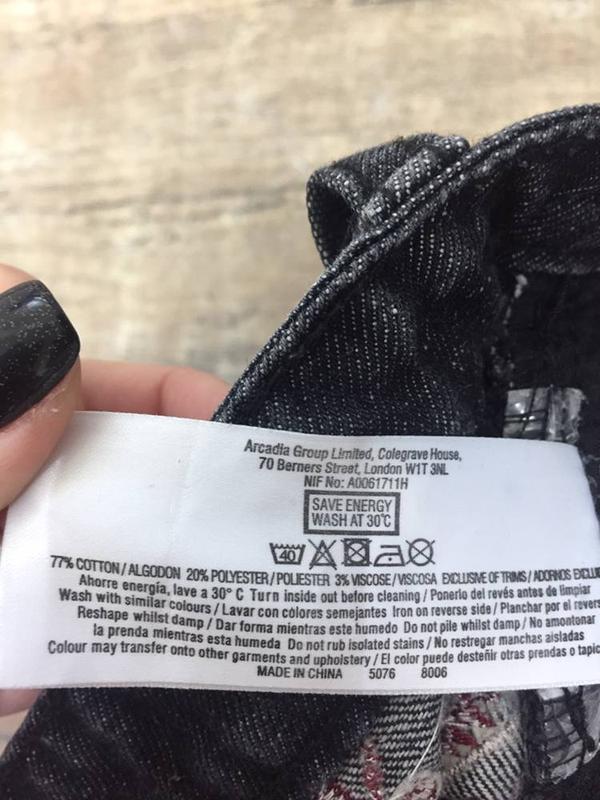 Arcadia Group Limited, Colegrave House,
70 Berners Street, London W1T 3NL
NIF No: A0061711H
SAVE ENERGY
WASH AT 30°C
40
77% COTTON / ALGODON 20% POLYESTER / POLIESTER 3% VISCOSE / VISCOSA EXCLUSIVE OF TRIMS / ADORNOS
Ahorre energía, lave a 30° C Turn inside out before cleaning / Ponerlo del revés antes de limpiar
Wash with similar colours / Lavar con colores semejantes Iron on reverse side / Planchar por el
Reshape whilst damp / Dar forma mientras este humedo Do not pile whilst damp / No amontonar
la prenda mientras esta humeda Do not rub isolated stains / No restregar manchas aisladas
Colour may transfer onto other garments and upholstery / El color puede desteñir otras prendas o
MADE IN CHINA 5076 8006